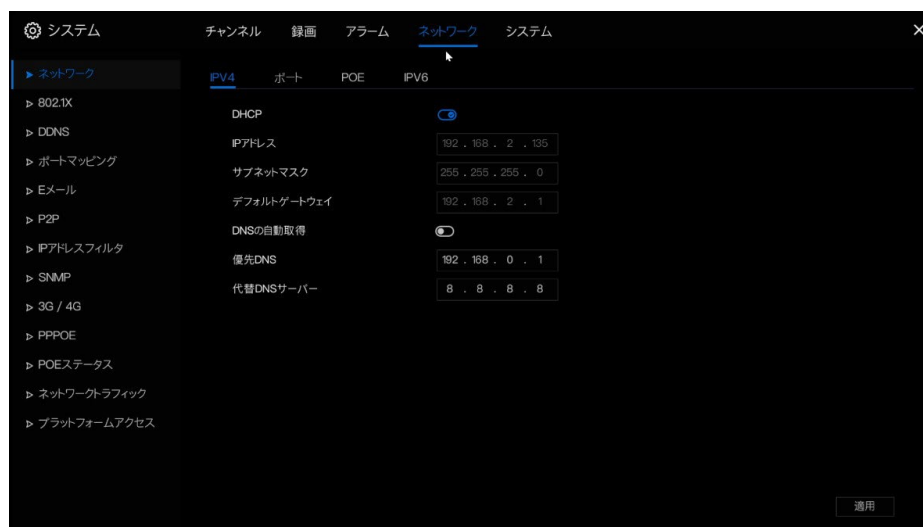 システム
チャンネル 録画 アラーム ネットワーク システム
ネットワーク
802.1X
DDNS
ポートマッピング
Eメール
P2P
IPアドレスフィルタ
SNMP
3G / 4G
PPPOE
POEステータス
ネットワークトラフィック
プラットフォームアクセス
IPV4 ポート POE IPV6
DHCP
IPアドレス 192 . 168 . 2 . 135
サブネットマスク 255 . 255 . 255 . 0
デフォルトゲートウェイ 192 . 168 . 2 . 1
DNSの自動取得
優先DNS 192 . 168 . 0 . 1
代替DNSサーバー 8 . 8 . 8 . 8
適用